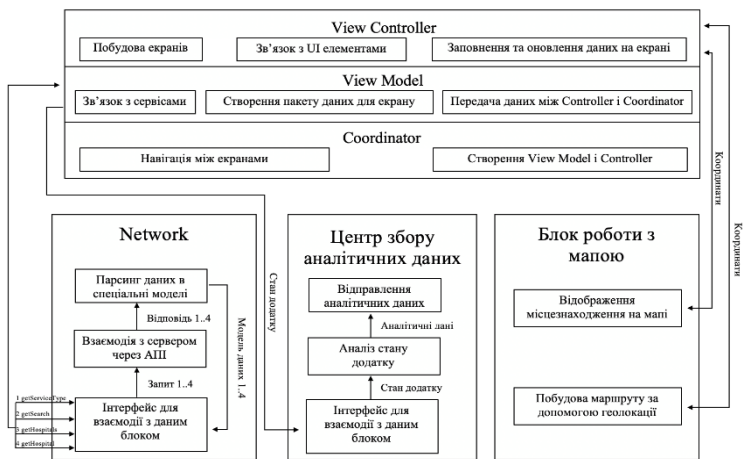 View Controller
Побудова екранів
Зв'язок з UI елементами
Заповнення та оновлення даних на екрані
View Model
Зв'язок з сервісами
Створення пакету даних для екрану
Передача даних між Controller і Coordinator
Coordinator
Навігація між екранами
Створення View Model і Controller
Координати
Координати
Network
Парсинг даних в
спеціальні моделі
Відповідь 1..4
Взаємодія з сервером
через АПІ
Запит 1..4
Інтерфейс для
взаємодії з даним
блоком
Модель даних 1..4
1 getServiceType
2 getSearch
3 getHospitals
4 getHospital
Стан додатку
Центр збору
аналітичних даних
Відправлення
аналітичних даних
Аналітичні дані
Аналіз стану
додатку
Стан додатку
Інтерфейс для
взаємодії з даним
блоком
Блок роботи з
мапою
Відображення
місцезнаходження на мапі
Побудова маршруту за
допомогою геолокації